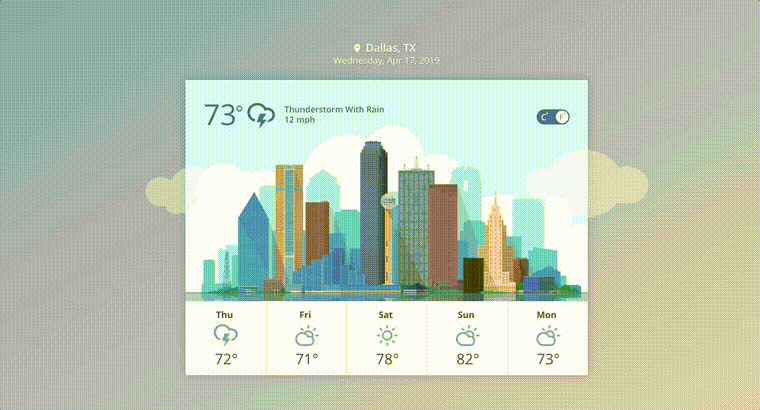 Dallas, TX
Wednesday, Apr 17, 2019
73°
Thunderstorm With Rain
12 mph
C° F°
Thu Fri Sat Sun Mon
72° 71° 78° 82° 73°